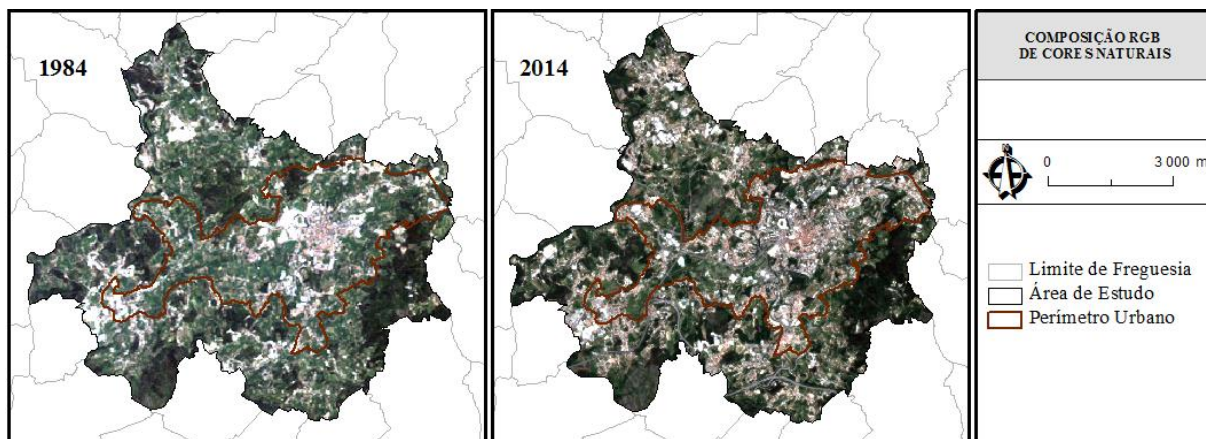 1984
2014
COMPOSIÇÃO RGB
DE CORES NATURAIS
0 3 000 m
Limite de Freguesia
Área de Estudo
Perímetro Urbano